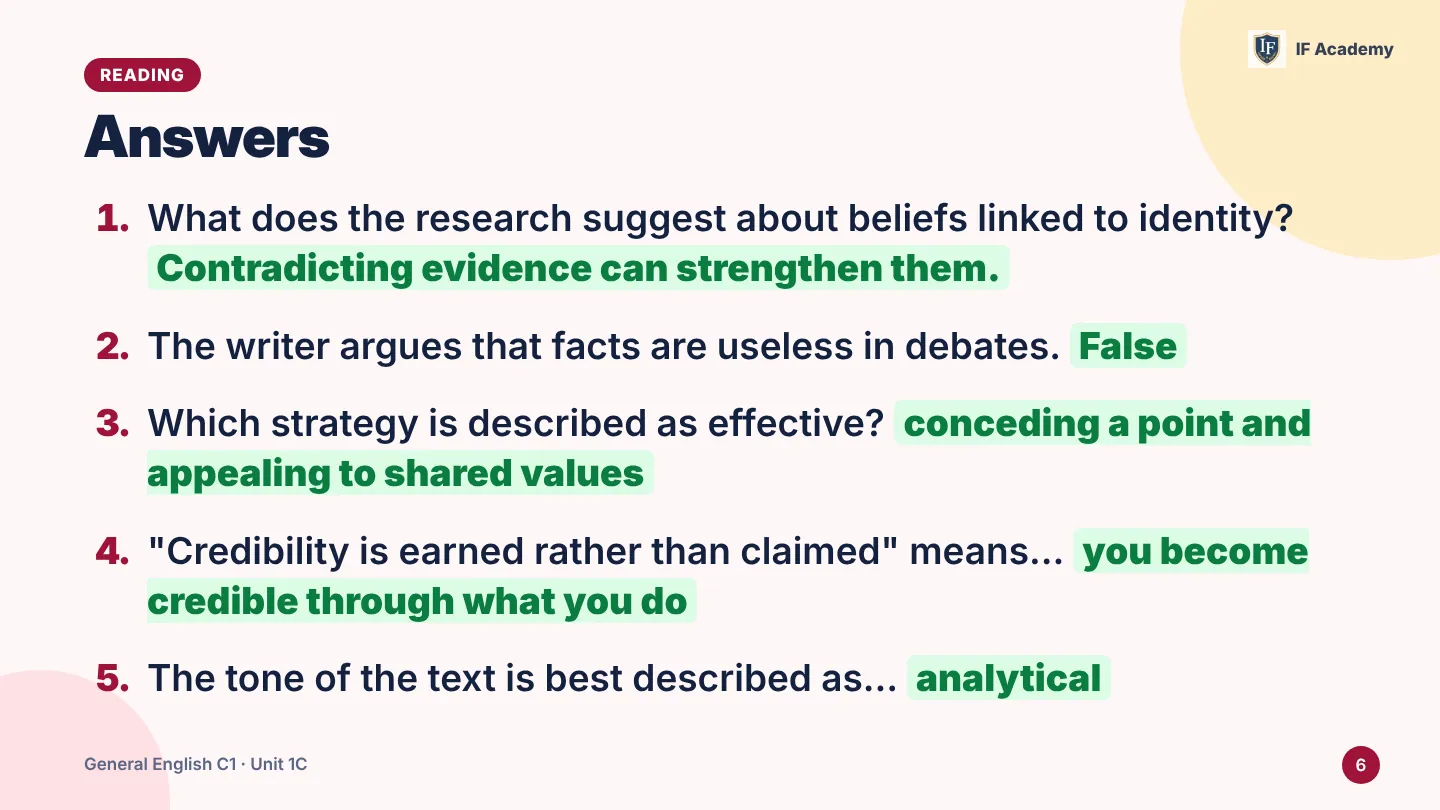 IF
IF Academy
READING
Answers
1. What does the research suggest about beliefs linked to identity?
Contradicting evidence can strengthen them.
2. The writer argues that facts are useless in debates. False
3. Which strategy is described as effective? conceding a point and
appealing to shared values
4. "Credibility is earned rather than claimed" means... you become
credible through what you do
5. The tone of the text is best described as... analytical
General English C1 · Unit 1C
6